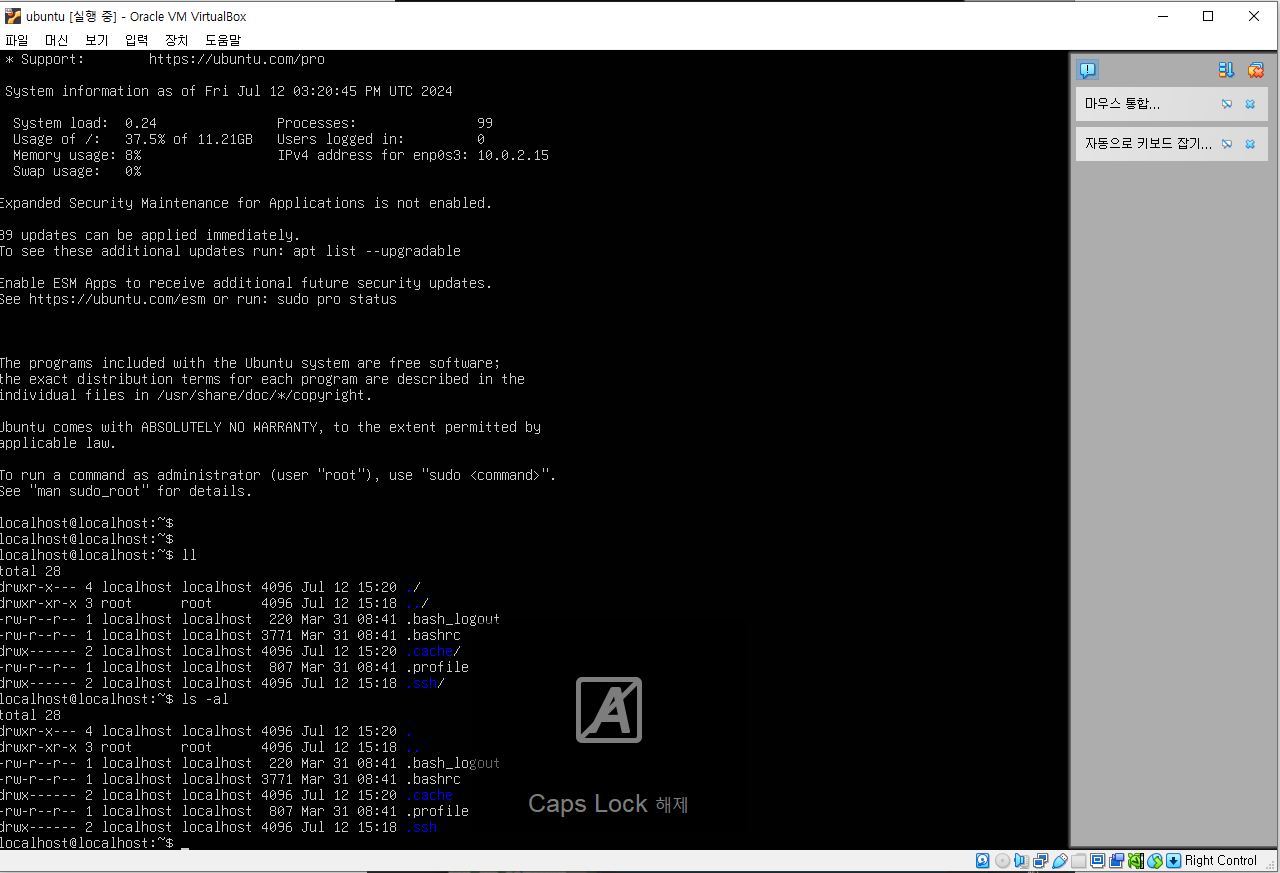 ubuntu [실행 중] - Oracle VM VirtualBox
파일 머신 보기 입력 장치 도움말
* Support: https://ubuntu.com/pro
System information as of Fri Jul 12 03:20:45 PM UTC 2024
System load: 0.24 Processes: 99
Usage of /: 37.5% of 11.21GB Users logged in: 0
Memory usage: 8% IPv4 address for enp0s3: 10.0.2.15
Swap usage: 0%
Expanded Security Maintenance for Applications is not enabled.
39 updates can be applied immediately.
To see these additional updates run: apt list --upgradable
Enable ESM Apps to receive additional future security updates.
See https://ubuntu.com/esm or run: sudo pro status
The programs included with the Ubuntu system are free software;
the exact distribution terms for each program are described in the
individual files in /usr/share/doc/*/copyright.
Ubuntu comes with ABSOLUTELY NO WARRANTY, to the extent permitted by
applicable law.
To run a command as administrator (user "root"), use "sudo <command>".
See "man sudo_root" for details.
localhost@localhost:~$
localhost@localhost:~$
localhost@localhost:~$ ll
total 28
drwxr-x--- 4 localhost localhost 4096 Jul 12 15:20 ./
drwxr-xr-x 3 root root 4096 Jul 12 15:18 ../
-rw-r--r-- 1 localhost localhost 220 Mar 31 08:41 .bash_logout
-rw-r--r-- 1 localhost localhost 3771 Mar 31 08:41 .bashrc
drwx------ 2 localhost localhost 4096 Jul 12 15:20 .cache/
-rw-r--r-- 1 localhost localhost 807 Mar 31 08:41 .profile
drwx------ 2 localhost localhost 4096 Jul 12 15:18 .ssh/
localhost@localhost:~$ ls -al
total 28
drwxr-x--- 4 localhost localhost 4096 Jul 12 15:20 .
drwxr-xr-x 3 root root 4096 Jul 12 15:18 ..
-rw-r--r-- 1 localhost localhost 220 Mar 31 08:41 .bash_logout
-rw-r--r-- 1 localhost localhost 3771 Mar 31 08:41 .bashrc
drwx------ 2 localhost localhost 4096 Jul 12 15:20 .cache
-rw-r--r-- 1 localhost localhost 807 Mar 31 08:41 .profile
drwx------ 2 localhost localhost 4096 Jul 12 15:18 .ssh
localhost@localhost:~$
A
Caps Lock 해제
마우스 통합...
자동으로 키보드 잡기...
Right Control